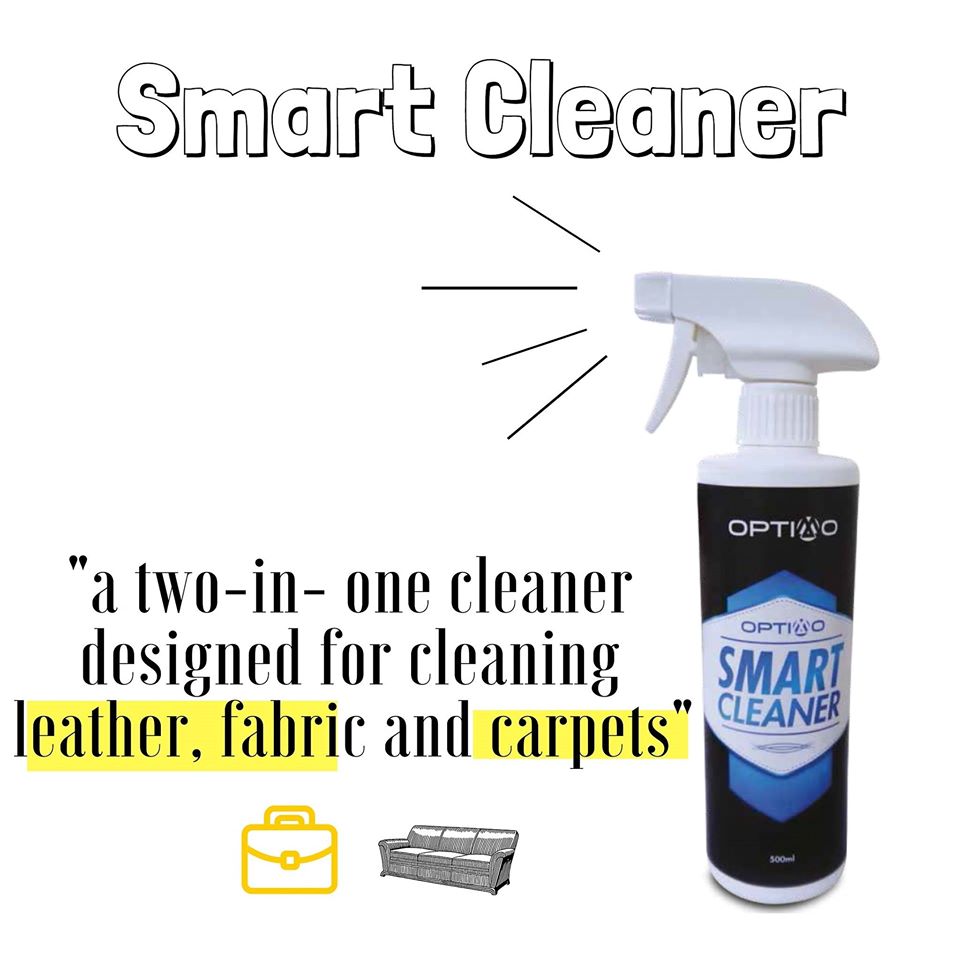 Smart Cleaner
"a two-in- one cleaner
designed for cleaning
leather, fabric and carpets"
OPTIMO
OPTIMO
SMART
CLEANER
500ml